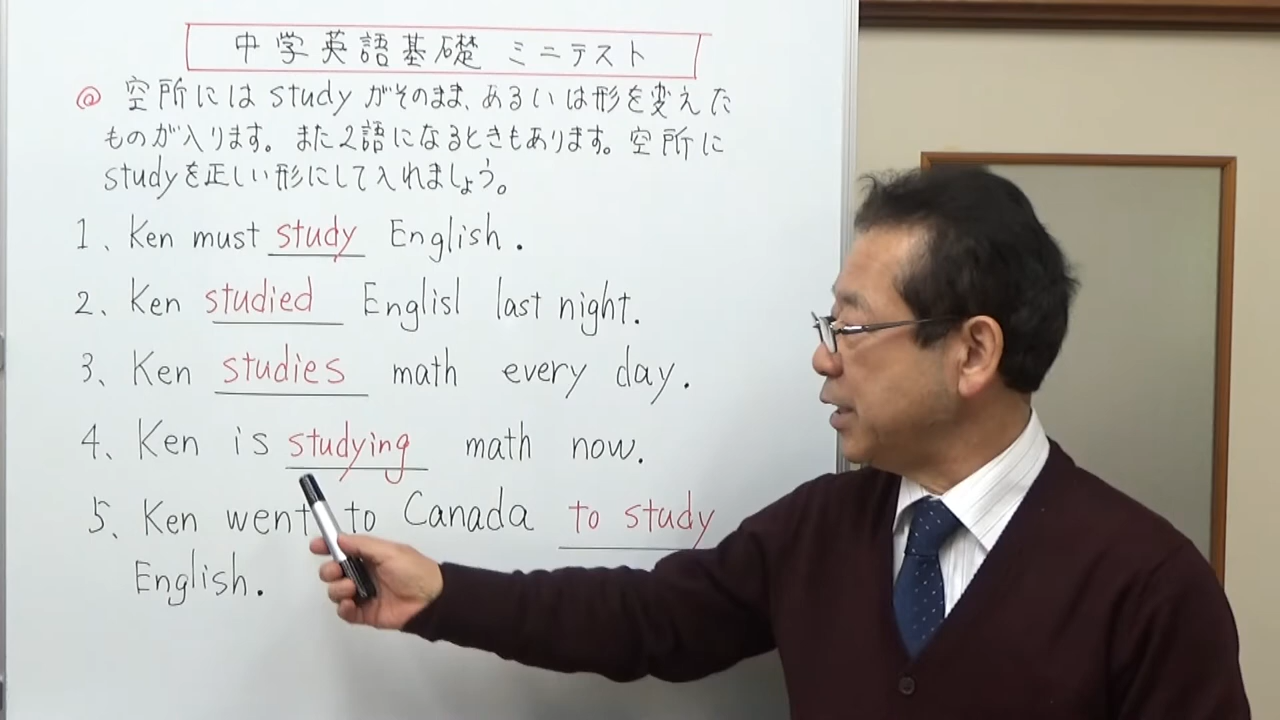 中学英語基礎 ミニテスト
@ 空所には study がそのまま、あるいは形を変えた
ものが入ります。また2語になるときもあります。空所に
studyを正しい形にして入れましょう。
1、Ken must study English.
2、Ken studied Englisl last night.
3、Ken studies math every day.
4、Ken is studying math now.
5、Ken went to Canada to study
English.